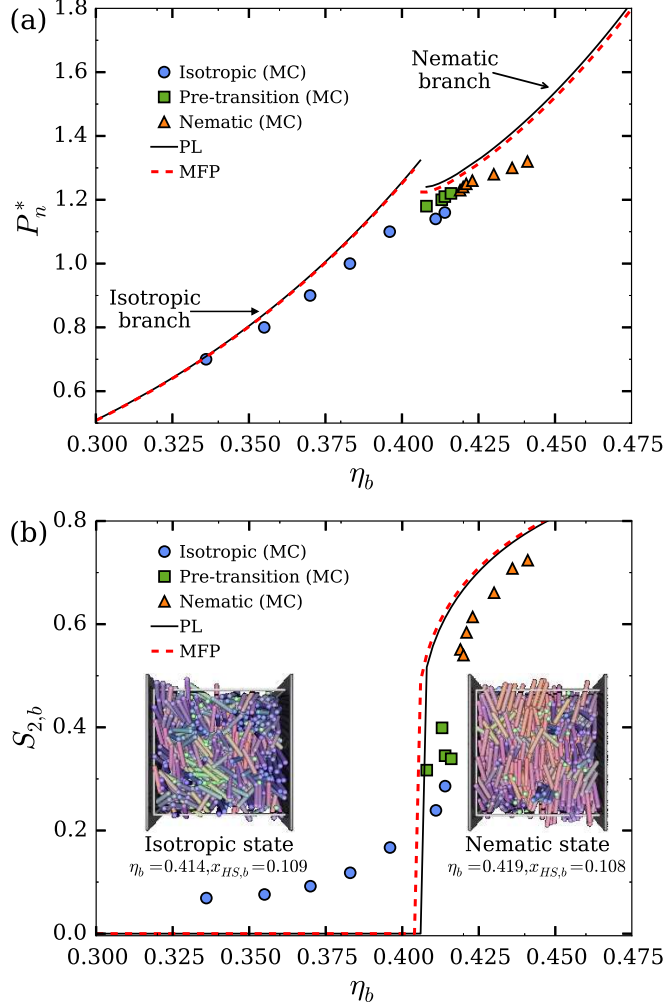 (a)
1.8
1.6
1.4
1.2
1.0
0.8
0.6
P*n
Isotropic (MC)
Pre-transition (MC)
Nematic (MC)
PL
MFP
Nematic
branch
Isotropic
branch
0.300 0.325 0.350 0.375 0.400 0.425 0.450 0.475
ηb
(b)
0.8
0.6
0.4
0.2
0.0
S2,b
Isotropic (MC)
Pre-transition (MC)
Nematic (MC)
PL
MFP
Isotropic state
ηb=0.414,xHS,b=0.109
Nematic state
ηb=0.419,xHS,b=0.108
0.300 0.325 0.350 0.375 0.400 0.425 0.450 0.475
ηb